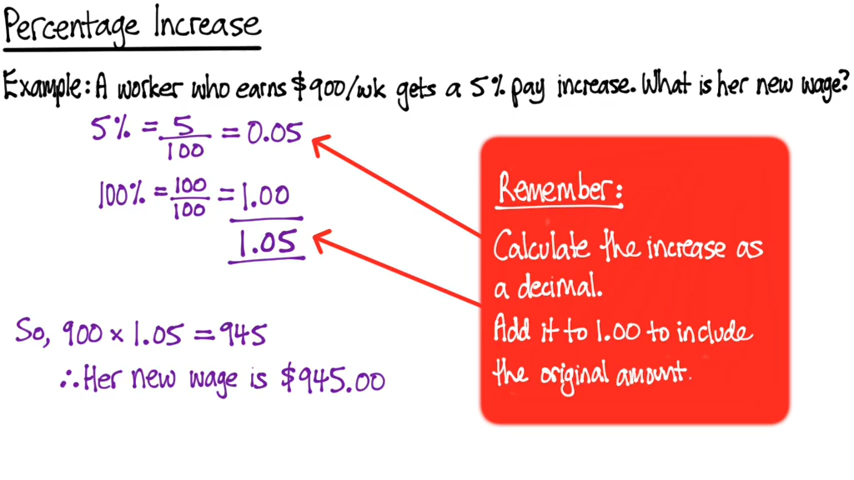 Percentage Increase
Example: A worker who earns $900/wk gets a 5% pay increase. What is her new wage?
5% = 5/100 = 0.05
100% = 100/100 = 1.00
1.05
So, 900 × 1.05 = 945
∴ Her new wage is $945.00
Remember:
Calculate the increase as
a decimal.
Add it to 1.00 to include
the original amount.